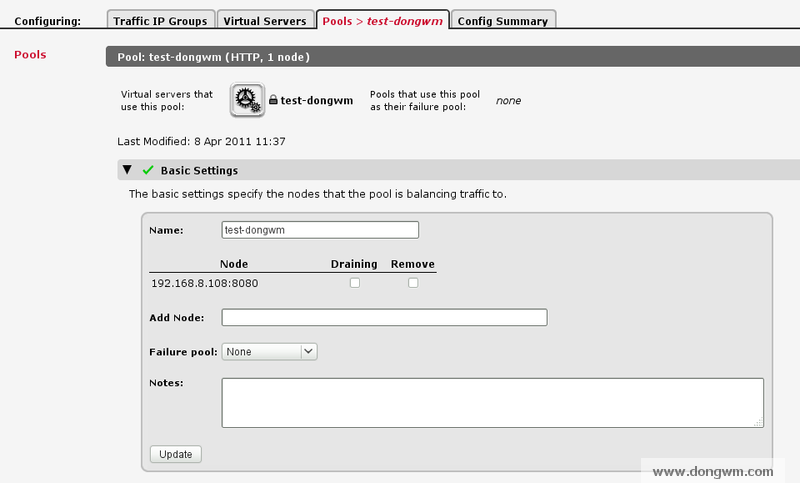 Configuring:
Traffic IP Groups
Virtual Servers
Pools > test-dongwm
Config Summary
Pools
Pool: test-dongwm (HTTP, 1 node)
Virtual servers that
use this pool:
test-dongwm
Pools that use this pool
as their failure pool:
none
Last Modified: 8 Apr 2011 11:37
Basic Settings
The basic settings specify the nodes that the pool is balancing traffic to.
Name:
test-dongwm
Node Draining Remove
192.168.8.108:8080
Add Node:
Failure pool: None
Notes:
Update
www.dongwm.com